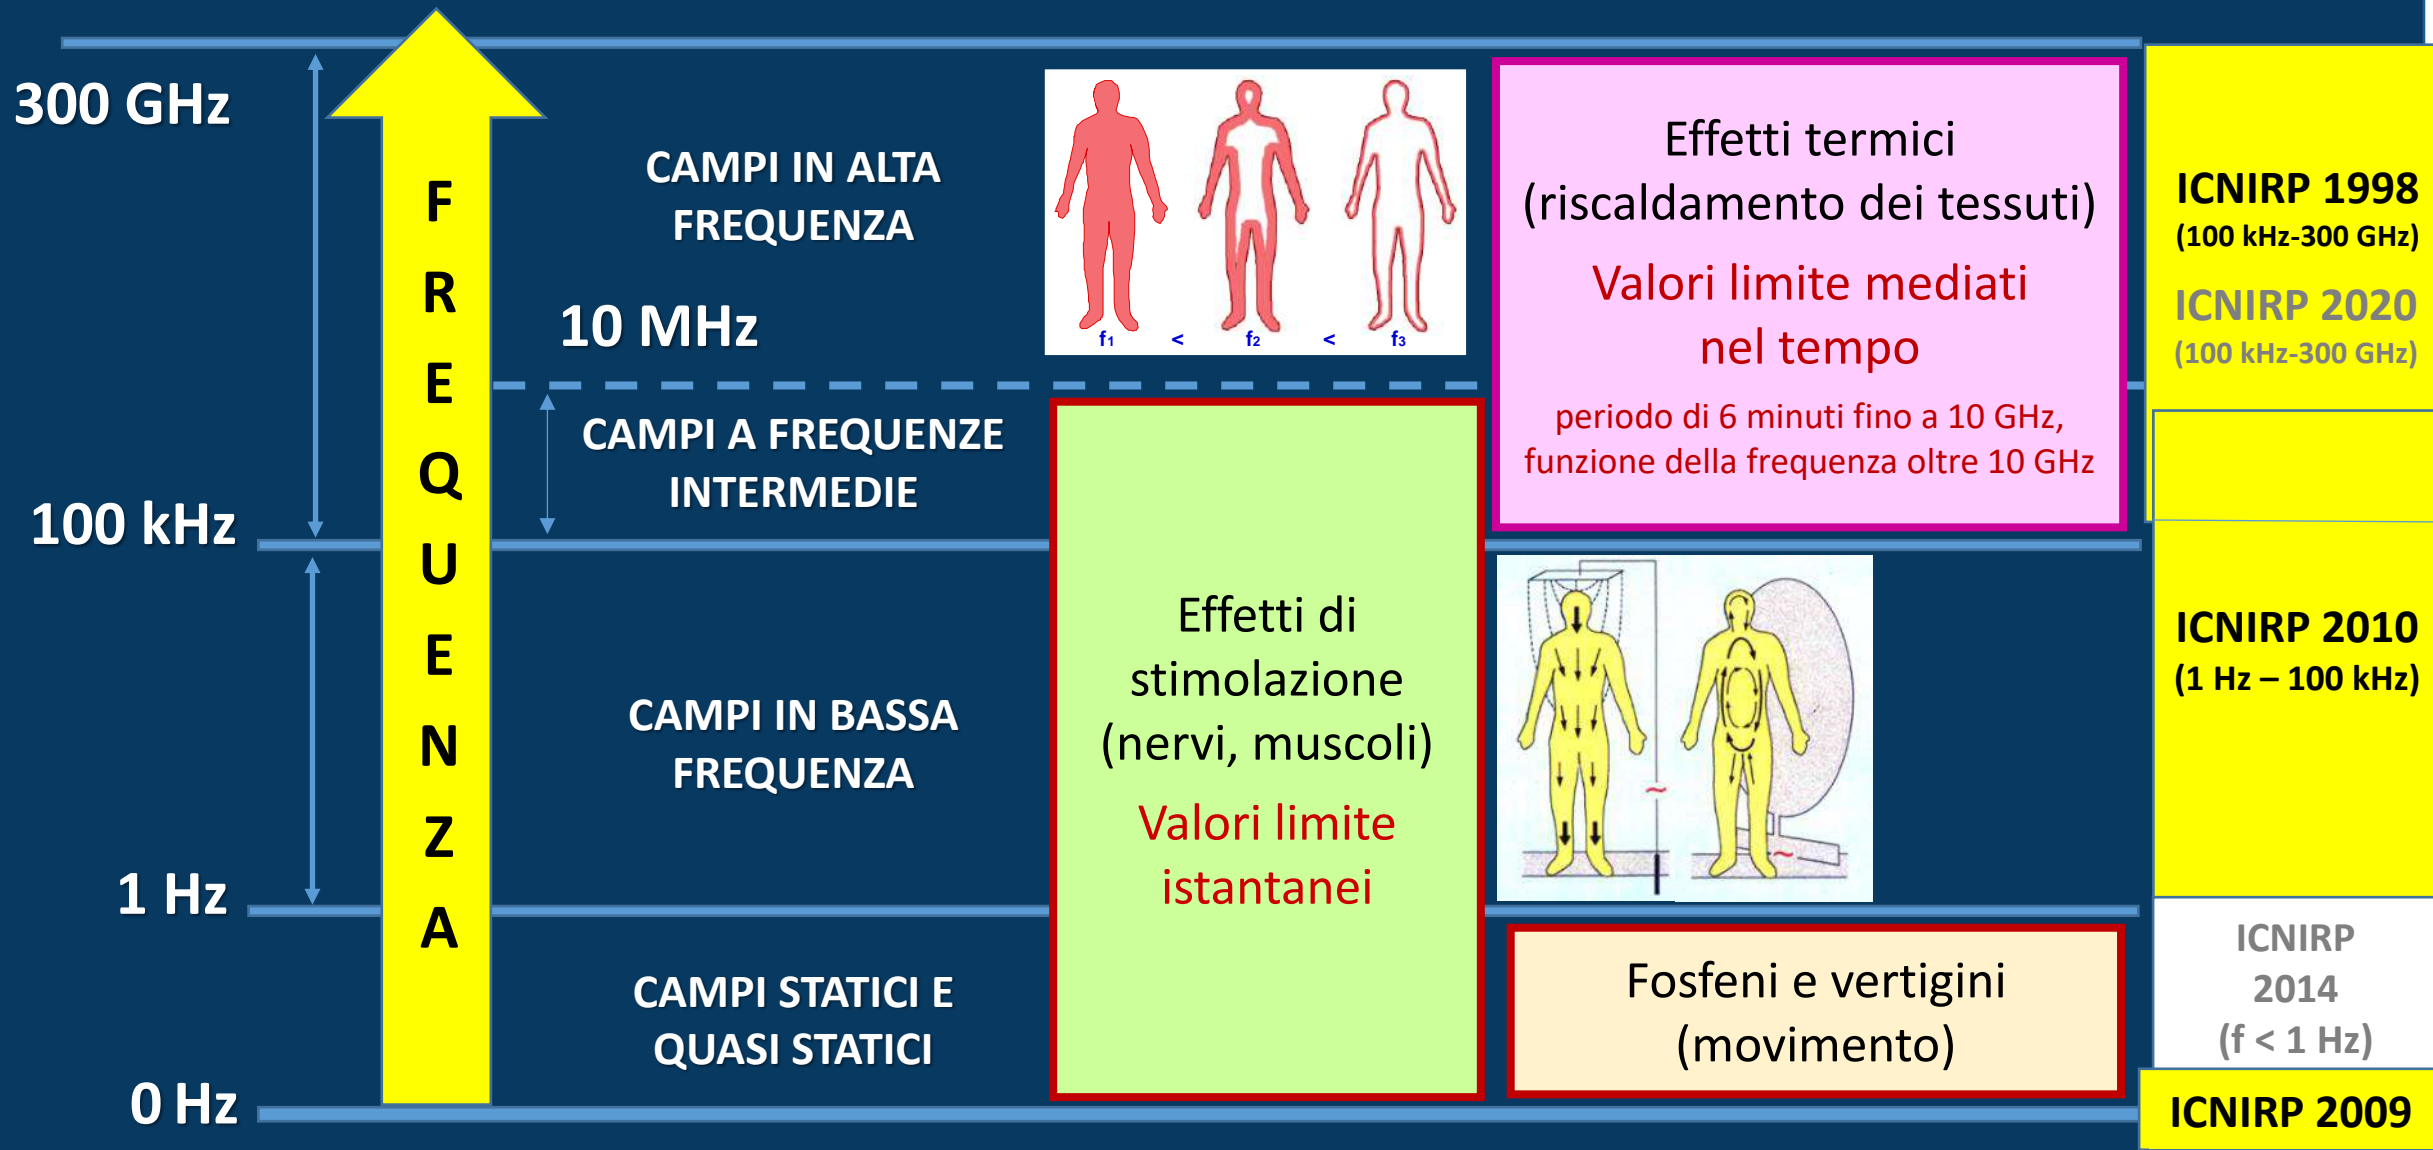 300 GHz
100 kHz
1 Hz
0 Hz
F
R
E
Q
U
E
N
Z
A
CAMPI IN ALTA
FREQUENZA
10 MHz
CAMPI A FREQUENZE
INTERMEDIE
CAMPI IN BASSA
FREQUENZA
CAMPI STATICI E
QUASI STATICI
f1 < f2 < f3
Effetti di
stimolazione
(nervi, muscoli)
Valori limite
istantanei
Effetti termici
(riscaldamento dei tessuti)
Valori limite mediati
nel tempo
periodo di 6 minuti fino a 10 GHz,
funzione della frequenza oltre 10 GHz
~
~
Fosfeni e vertigini
(movimento)
ICNIRP 1998
(100 kHz-300 GHz)
ICNIRP 2020
(100 kHz-300 GHz)
ICNIRP 2010
(1 Hz – 100 kHz)
ICNIRP
2014
(f < 1 Hz)
ICNIRP 2009